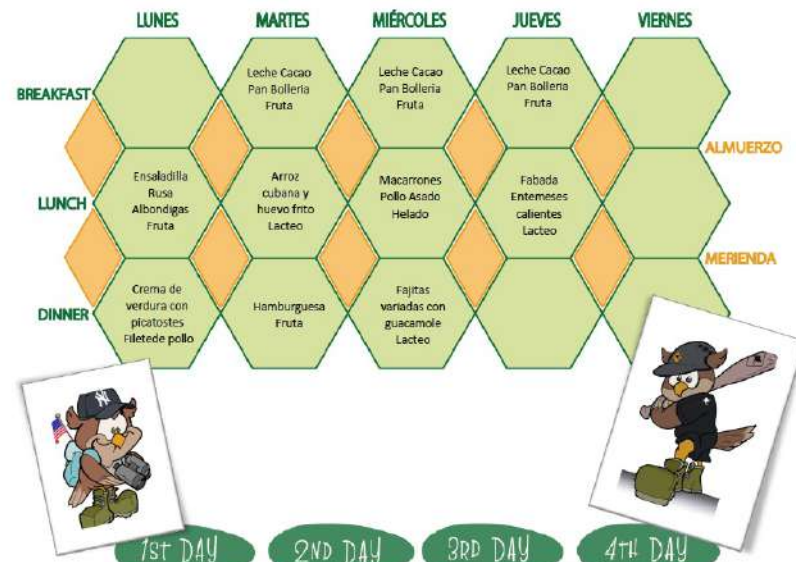 LUNES MARTES MIÉRCOLES JUEVES VIERNES
BREAKFAST
Leche Cacao
Pan Bolleria
Fruta
Leche Cacao
Pan Bolleria
Fruta
Leche Cacao
Pan Bolleria
Fruta
ALMUERZO
LUNCH
Ensaladilla
Rusa
Albondigas
Fruta
Arroz
cubana y
huevo frito
Lacteo
Macarrones
Pollo Asado
Helado
Fabada
Entemeses
calientes
Lacteo
MERIENDA
DINNER
Crema de
verdura con
picatostes
Filetede pollo
Hamburguesa
Fruta
Fajitas
variadas con
guacamole
Lacteo
1ST DAY 2ND DAY 3RD DAY 4TH DAY